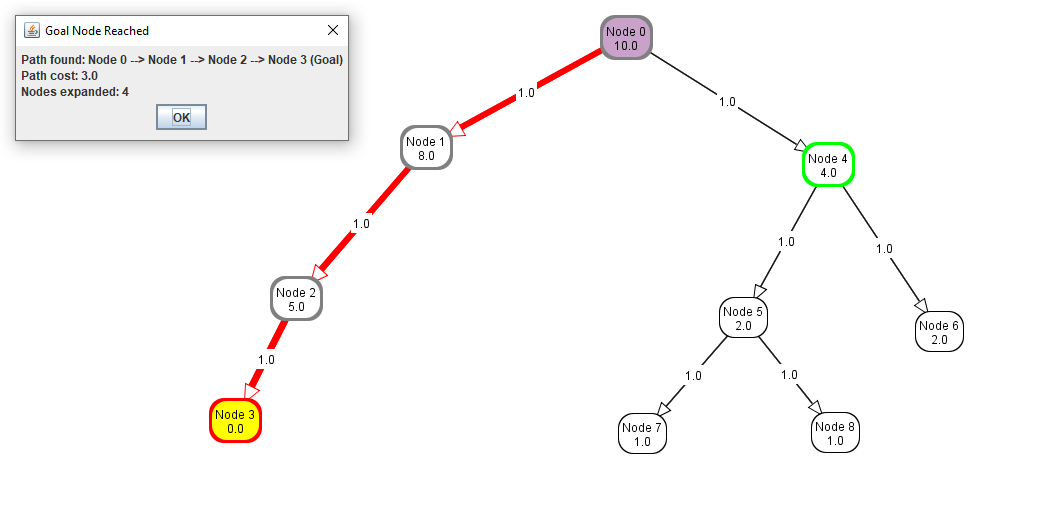 Goal Node Reached
Path found: Node 0 --> Node 1 --> Node 2 --> Node 3 (Goal)
Path cost: 3.0
Nodes expanded: 4
OK
Node 0
10.0
1.0
1.0
Node 1
8.0
Node 4
4.0
1.0
1.0
1.0
Node 2
5.0
Node 5
2.0
Node 6
2.0
1.0
1.0
1.0
Node 3
0.0
Node 7
1.0
Node 8
1.0